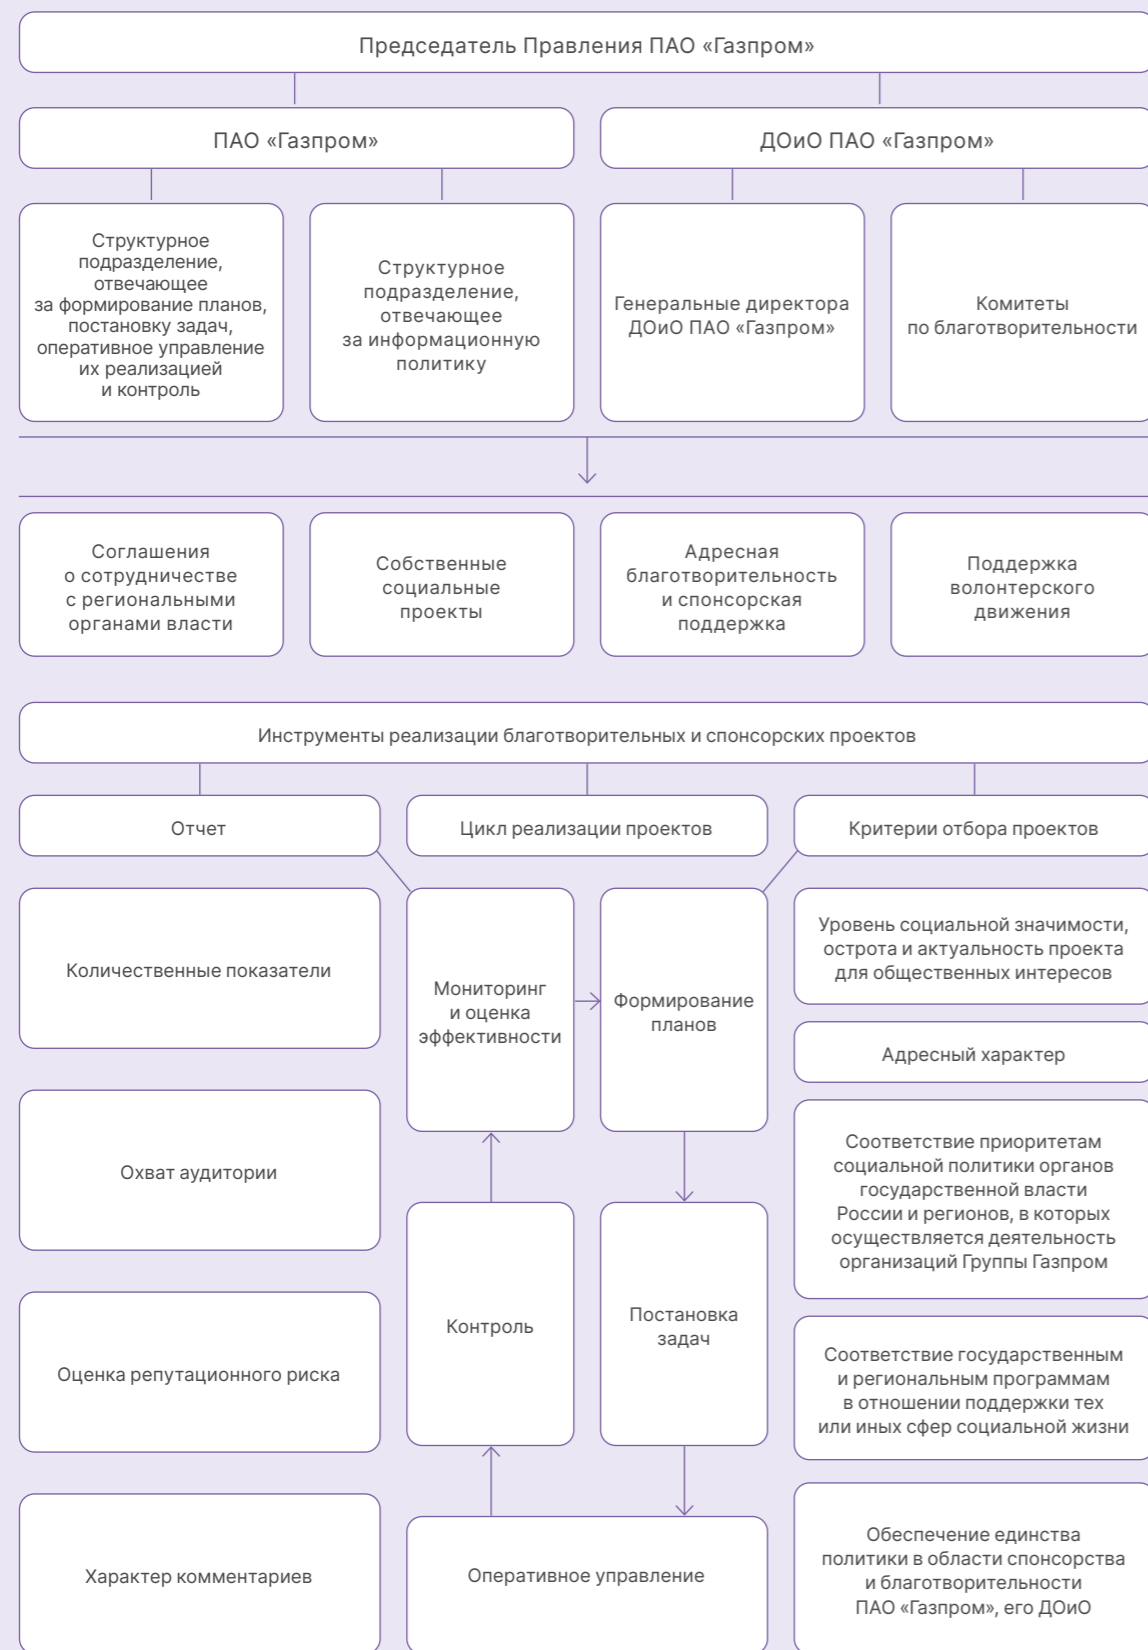 Председатель Правления ПАО «Газпром»
ПАО «Газпром»
ДОиО ПАО «Газпром»
Структурное
подразделение,
отвечающее
за формирование планов,
постановку задач,
оперативное управление
их реализацией
и контроль
Структурное
подразделение,
отвечающее
за информационную
политику
Генеральные директора
ДОиО ПАО «Газпром»
Комитеты
по благотворительности
Соглашения
о сотрудничестве
с региональными
органами власти
Собственные
социальные
проекты
Адресная
благотворительность
и спонсорская
поддержка
Поддержка
волонтерского
движения
Инструменты реализации благотворительных и спонсорских проектов
Отчет
Цикл реализации проектов
Критерии отбора проектов
Количественные показатели
Охват аудитории
Оценка репутационного риска
Характер комментариев
Мониторинг
и оценка
эффективности
Формирование
планов
Контроль
Постановка
задач
Оперативное управление
Уровень социальной значимости,
острота и актуальность проекта
для общественных интересов
Адресный характер
Соответствие приоритетам
социальной политики органов
государственной власти
России и регионов, в которых
осуществляется деятельность
организаций Группы Газпром
Соответствие государственным
и региональным программам
в отношении поддержки тех
или иных сфер социальной жизни
Обеспечение единства
политики в области спонсорства
и благотворительности
ПАО «Газпром», его ДОиО